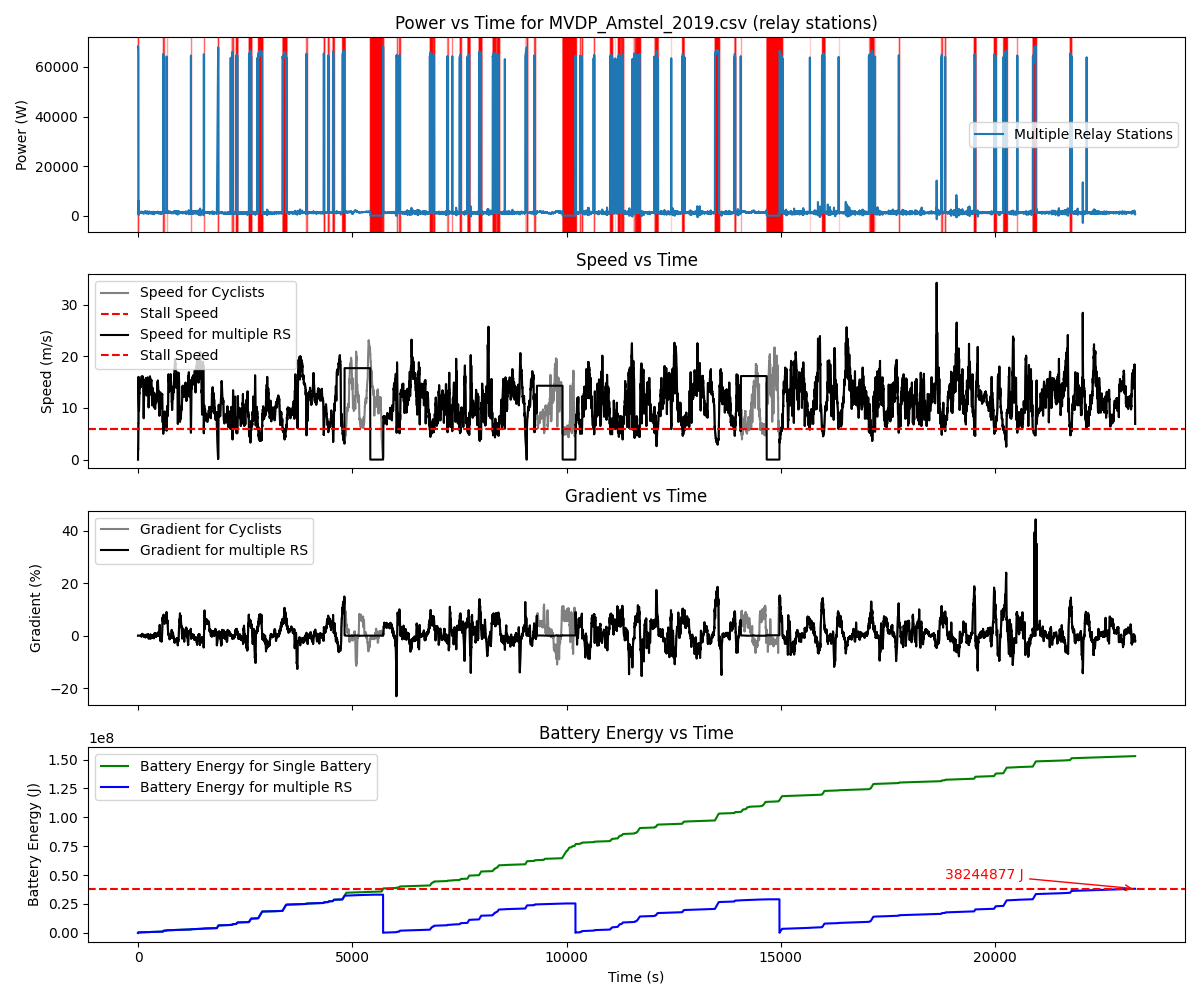 Power vs Time for MVDP_Amstel_2019.csv (relay stations)
60000
40000
20000
0
Power (W)
Multiple Relay Stations
Speed vs Time
30
20
10
0
Speed (m/s)
Speed for Cyclists
Stall Speed
Speed for multiple RS
Stall Speed
Gradient vs Time
40
20
0
−20
Gradient (%)
Gradient for Cyclists
Gradient for multiple RS
Battery Energy vs Time
1e8
1.50
1.25
1.00
0.75
0.50
0.25
0.00
Battery Energy (J)
Battery Energy for Single Battery
Battery Energy for multiple RS
38244877 J
0 5000 10000 15000 20000
Time (s)